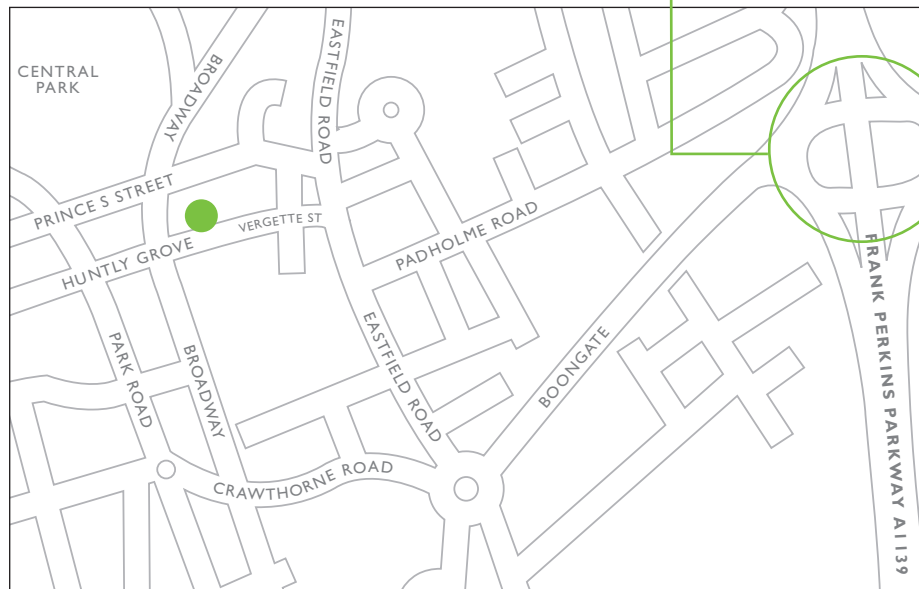 CENTRAL
PARK
BROADWAY
EASTFIELD ROAD
PRINCES STREET
HUNTLY GROVE
VERGETTE ST
PADHOLME ROAD
PARK ROAD
BROADWAY
EASTFIELD ROAD
BOONGATE
FRANK PERKINS PARKWAY A1139
CRAWTHORNE ROAD